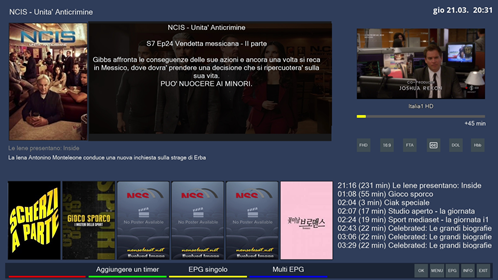 NCIS - Unita' Anticrimine
gio 21.03. 20:31
NCIS
NCIS - Unita' Anticrimine
S7 Ep24 Vendetta messicana - II parte
Gibbs affronta le conseguenze delle sue azioni e ancora una volta si reca
in Messico, dove dovra' prendere una decisione che si ripercuotera' sulla
sua vita.
PUO' NUOCERE AI MINORI.
Italia1 HD
+45 min
FHD
16:9
FTA
Le Iene presentano: Inside
La Iena Antonino Monteleone conduce una nuova inchiesta sulla strage di Erba
SCHERZI
A PARTE
GIOCO SPORCO
NSS
No Poster Available
NSS
No Poster Available
NSS
No Poster Available
21:16 (231 min) Le Iene presentano: Inside
01:08 (55 min) Gioco sporco
02:04 (3 min) Ciak speciale
02:07 (17 min) Studio aperto - la giornata
02:24 (19 min) Sport mediaset - la giornata i1
02:43 (22 min) Celebrated: Le grandi biografie
03:06 (22 min) Celebrated: Le grandi biografie
03:29 (22 min) Celebrated: Le grandi biografie
Aggiungere un timer
EPG singolo
Multi EPG
OK
MENU
EPG
INFO
EXIT